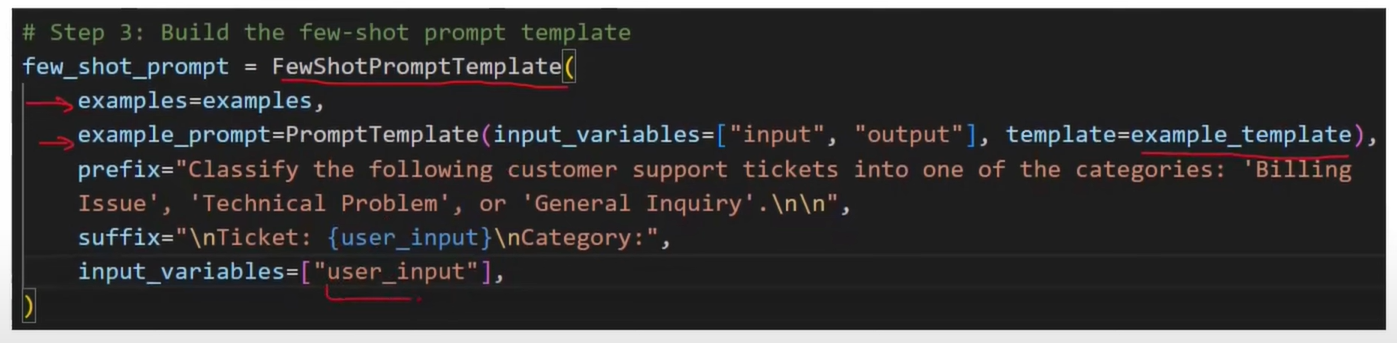 # Step 3: Build the few-shot prompt template
few_shot_prompt = FewShotPromptTemplate(
examples=examples,
example_prompt=PromptTemplate(input_variables=["input", "output"], template=example_template),
prefix="Classify the following customer support tickets into one of the categories: 'Billing
Issue', 'Technical Problem', or 'General Inquiry'.\n\n",
suffix="\nTicket: {user_input}\nCategory:",
input_variables=["user_input"],
)